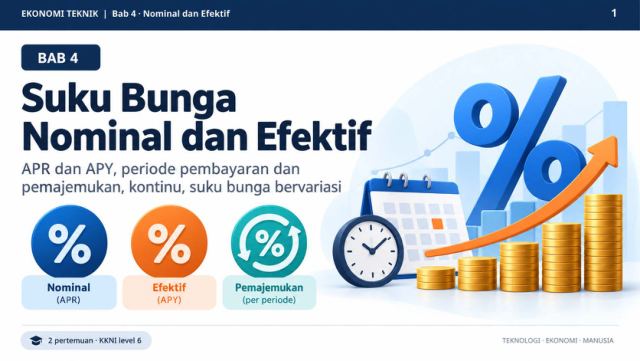 EKONOMI TEKNIK | Bab 4 · Nominal dan Efektif
1
BAB 4
Suku Bunga
Nominal dan Efektif
APR dan APY, periode pembayaran dan
pemajemukan, kontinu, suku bunga bervariasi
%
%
%
%
Nominal
(APR)
Efektif
(APY)
Pemajemukan
(per periode)
2 pertemuan · KKNI level 6
TEKNOLOGI · EKONOMI · MANUSIA